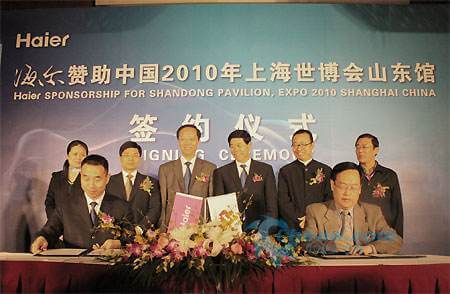 Haier
海尔赞助中国2010年上海世博会山东馆
Haier SPONSORSHIP FOR SHANDONG PAVILION, EXPO 2010 SHANGHAI CHINA
签约仪式
SIGNING CEREMONY
Haier